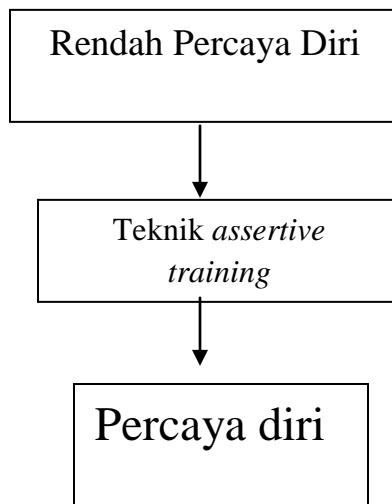 Rendah Percaya Diri
Teknik assertive
training
Percaya diri